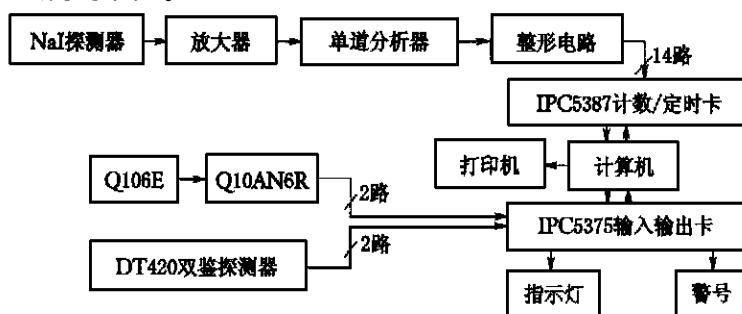 NaI探测器
放大器
单道分析器
整形电路
14路
IPC5387计数/定时卡
打印机
计算机
Q106E
Q10AN6R
2路
IPC5375输入输出卡
DT420双鉴探测器
2路
指示灯
警号